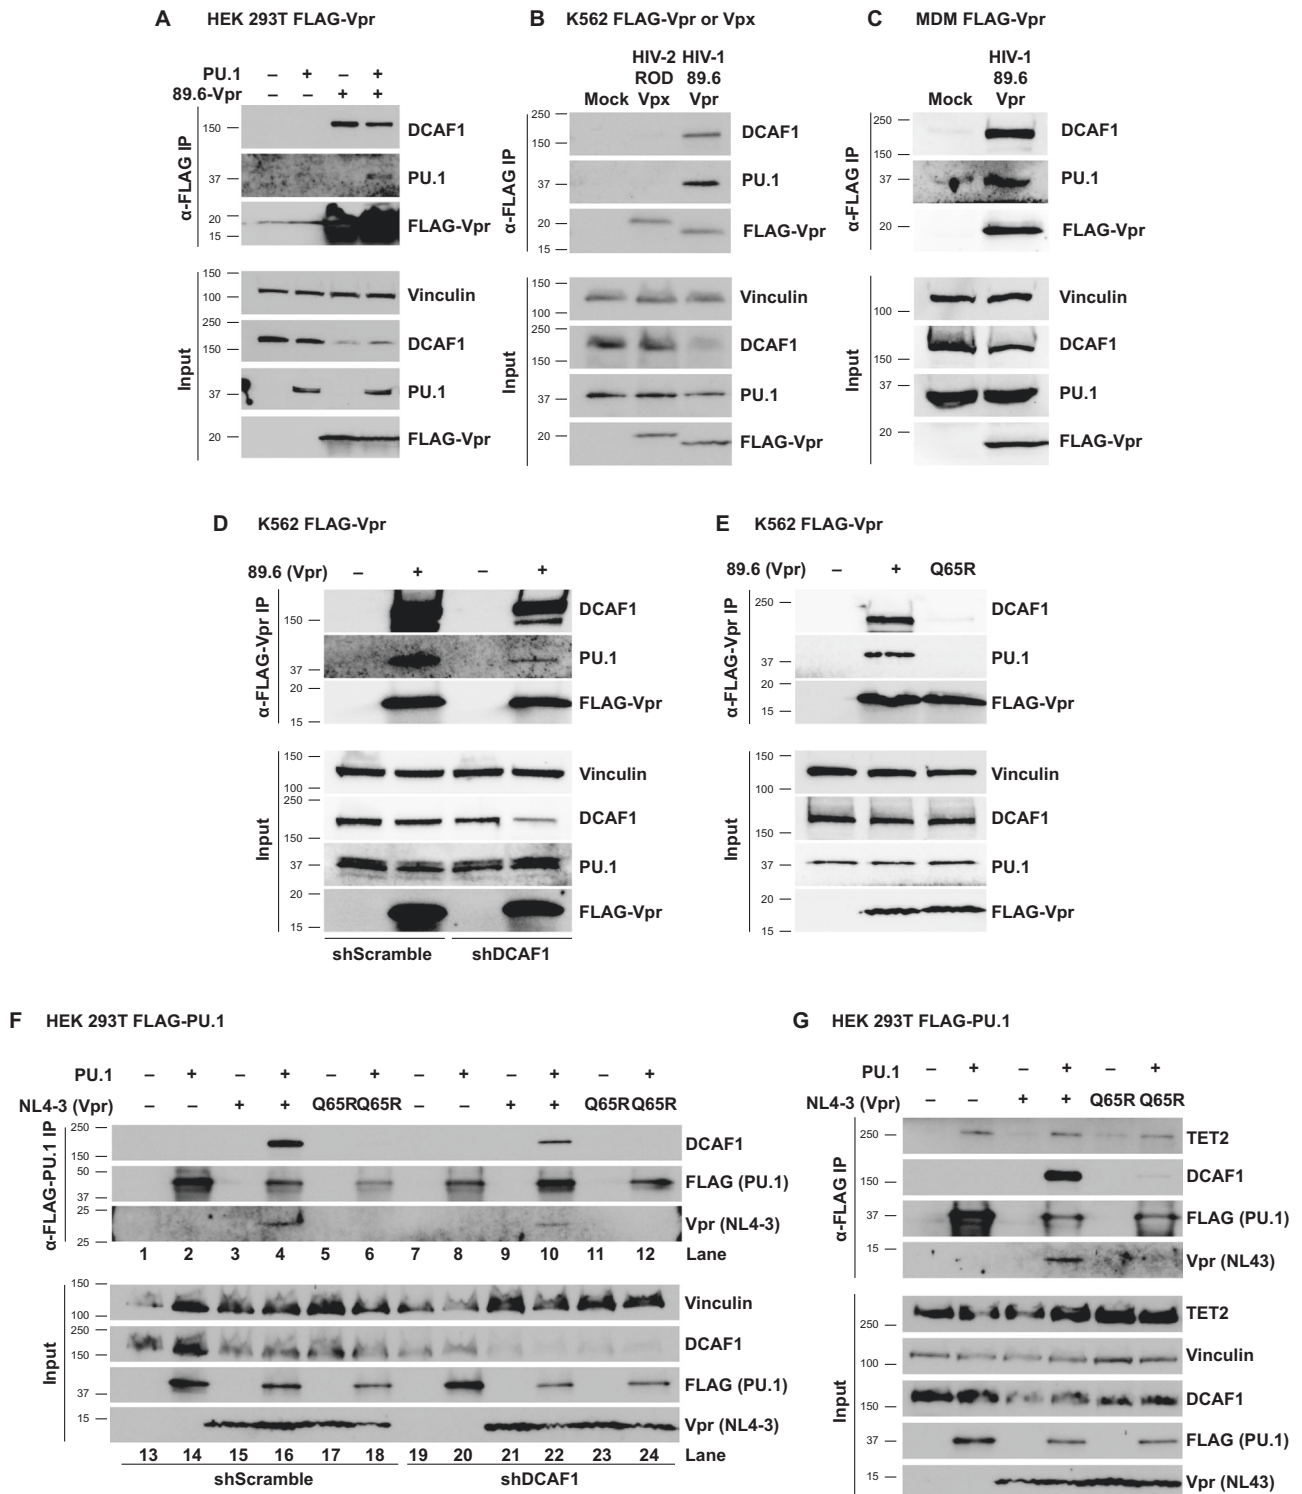 A HEK 293T FLAG-Vpr
PU.1 – + – +
89.6-Vpr – – + +
α-FLAG IP
150 DCAF1
37 PU.1
20
15 FLAG-Vpr
Input
150
100 Vinculin
250
150 DCAF1
37 PU.1
20 FLAG-Vpr
B K562 FLAG-Vpr or Vpx
HIV-2 HIV-1
ROD 89.6
Mock Vpx Vpr
α-FLAG IP
250
150 DCAF1
37 PU.1
20
15 FLAG-Vpr
Input
150
100 Vinculin
250
150 DCAF1
37 PU.1
20 FLAG-Vpr
C MDM FLAG-Vpr
HIV-1
89.6
Mock Vpr
α-FLAG IP
250
150 DCAF1
37 PU.1
20 FLAG-Vpr
Input
100 Vinculin
150 DCAF1
37 PU.1
20 FLAG-Vpr
D K562 FLAG-Vpr
89.6 (Vpr) – + – +
α-FLAG-Vpr IP
150 DCAF1
37 PU.1
20
15 FLAG-Vpr
Input
150
100 Vinculin
250
150 DCAF1
37 PU.1
20
15 FLAG-Vpr
shScramble shDCAF1
E K562 FLAG-Vpr
89.6 (Vpr) – + Q65R
α-FLAG-Vpr IP
250 DCAF1
37 PU.1
20
15 FLAG-Vpr
Input
150
100 Vinculin
150 DCAF1
37 PU.1
20
15 FLAG-Vpr
F HEK 293T FLAG-PU.1
PU.1 – + – + – + – + – + – +
NL4-3 (Vpr) – – + + Q65R Q65R – – + + Q65R Q65R
α-FLAG-PU.1 IP
250
150 DCAF1
50
37 FLAG (PU.1)
25
25 Vpr (NL4-3)
1 2 3 4 5 6 7 8 9 10 11 12 Lane
Input
150
100 Vinculin
250
150 DCAF1
37 FLAG (PU.1)
15 Vpr (NL4-3)
13 14 15 16 17 18 19 20 21 22 23 24 Lane
shScramble shDCAF1
G HEK 293T FLAG-PU.1
PU.1 – + – + – +
NL4-3 (Vpr) – – + + Q65R Q65R
α-FLAG IP
250 TET2
150 DCAF1
37 FLAG (PU.1)
15 Vpr (NL43)
Input
250 TET2
100 Vinculin
150 DCAF1
37 FLAG (PU.1)
15 Vpr (NL43)